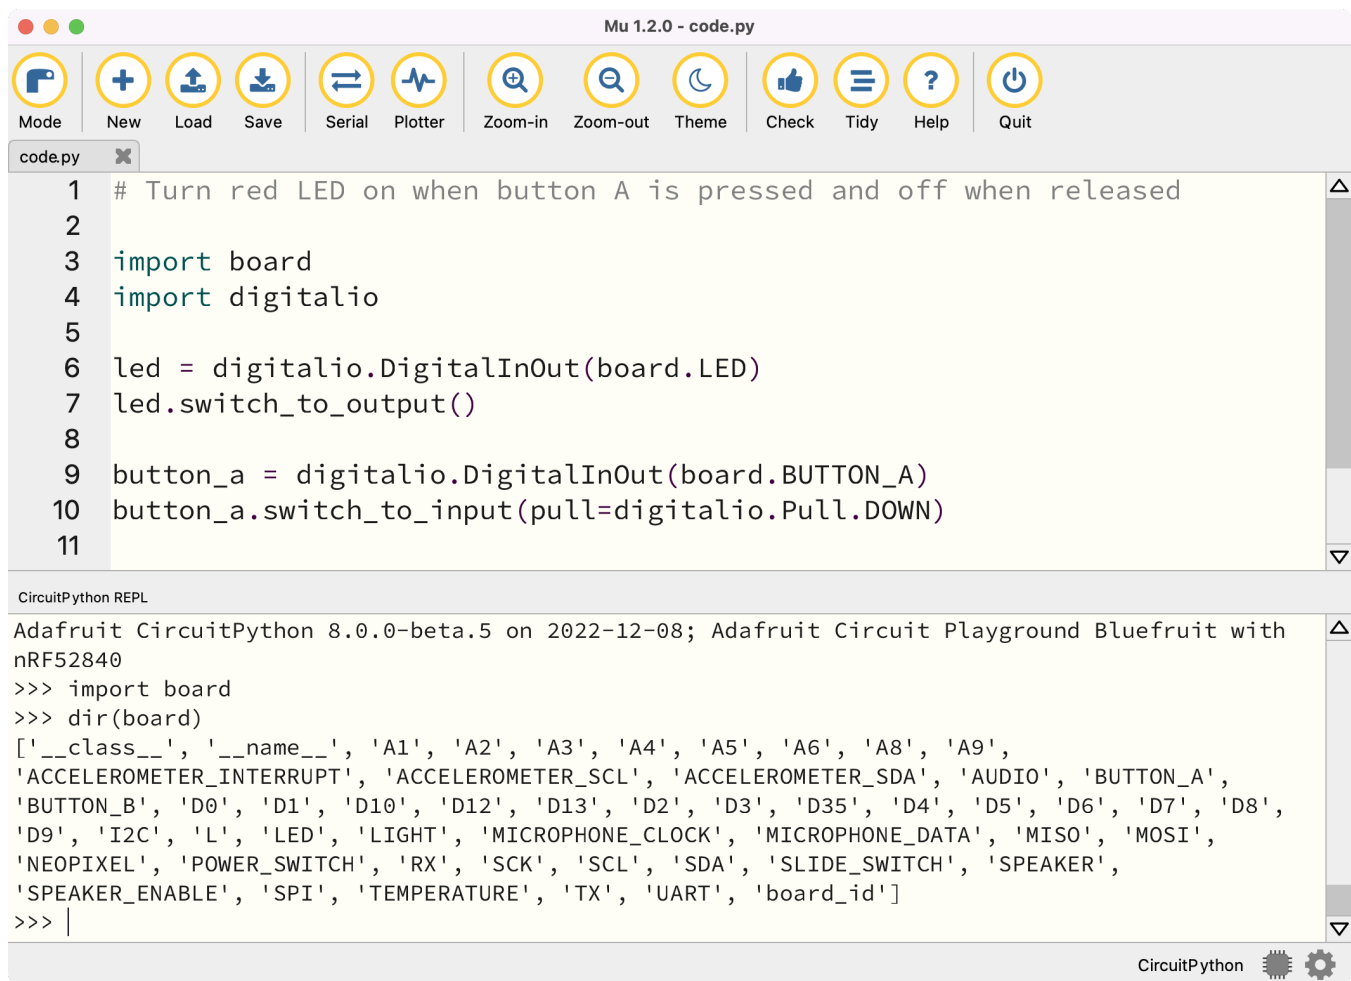 Mu 1.2.0 - code.py
Mode New Load Save Serial Plotter Zoom-in Zoom-out Theme Check Tidy Help Quit
code.py
1 # Turn red LED on when button A is pressed and off when released
2
3 import board
4 import digitalio
5
6 led = digitalio.DigitalInOut(board.LED)
7 led.switch_to_output()
8
9 button_a = digitalio.DigitalInOut(board.BUTTON_A)
10 button_a.switch_to_input(pull=digitalio.Pull.DOWN)
11
CircuitPython REPL
Adafruit CircuitPython 8.0.0-beta.5 on 2022-12-08; Adafruit Circuit Playground Bluefruit with
nRF52840
>>> import board
>>> dir(board)
['__class__', '__name__', 'A1', 'A2', 'A3', 'A4', 'A5', 'A6', 'A8', 'A9',
'ACCELEROMETER_INTERRUPT', 'ACCELEROMETER_SCL', 'ACCELEROMETER_SDA', 'AUDIO', 'BUTTON_A',
'BUTTON_B', 'D0', 'D1', 'D10', 'D12', 'D13', 'D2', 'D3', 'D35', 'D4', 'D5', 'D6', 'D7', 'D8',
'D9', 'I2C', 'L', 'LED', 'LIGHT', 'MICROPHONE_CLOCK', 'MICROPHONE_DATA', 'MISO', 'MOSI',
'NEOPIXEL', 'POWER_SWITCH', 'RX', 'SCK', 'SCL', 'SDA', 'SLIDE_SWITCH', 'SPEAKER',
'SPEAKER_ENABLE', 'SPI', 'TEMPERATURE', 'TX', 'UART', 'board_id']
>>>
CircuitPython